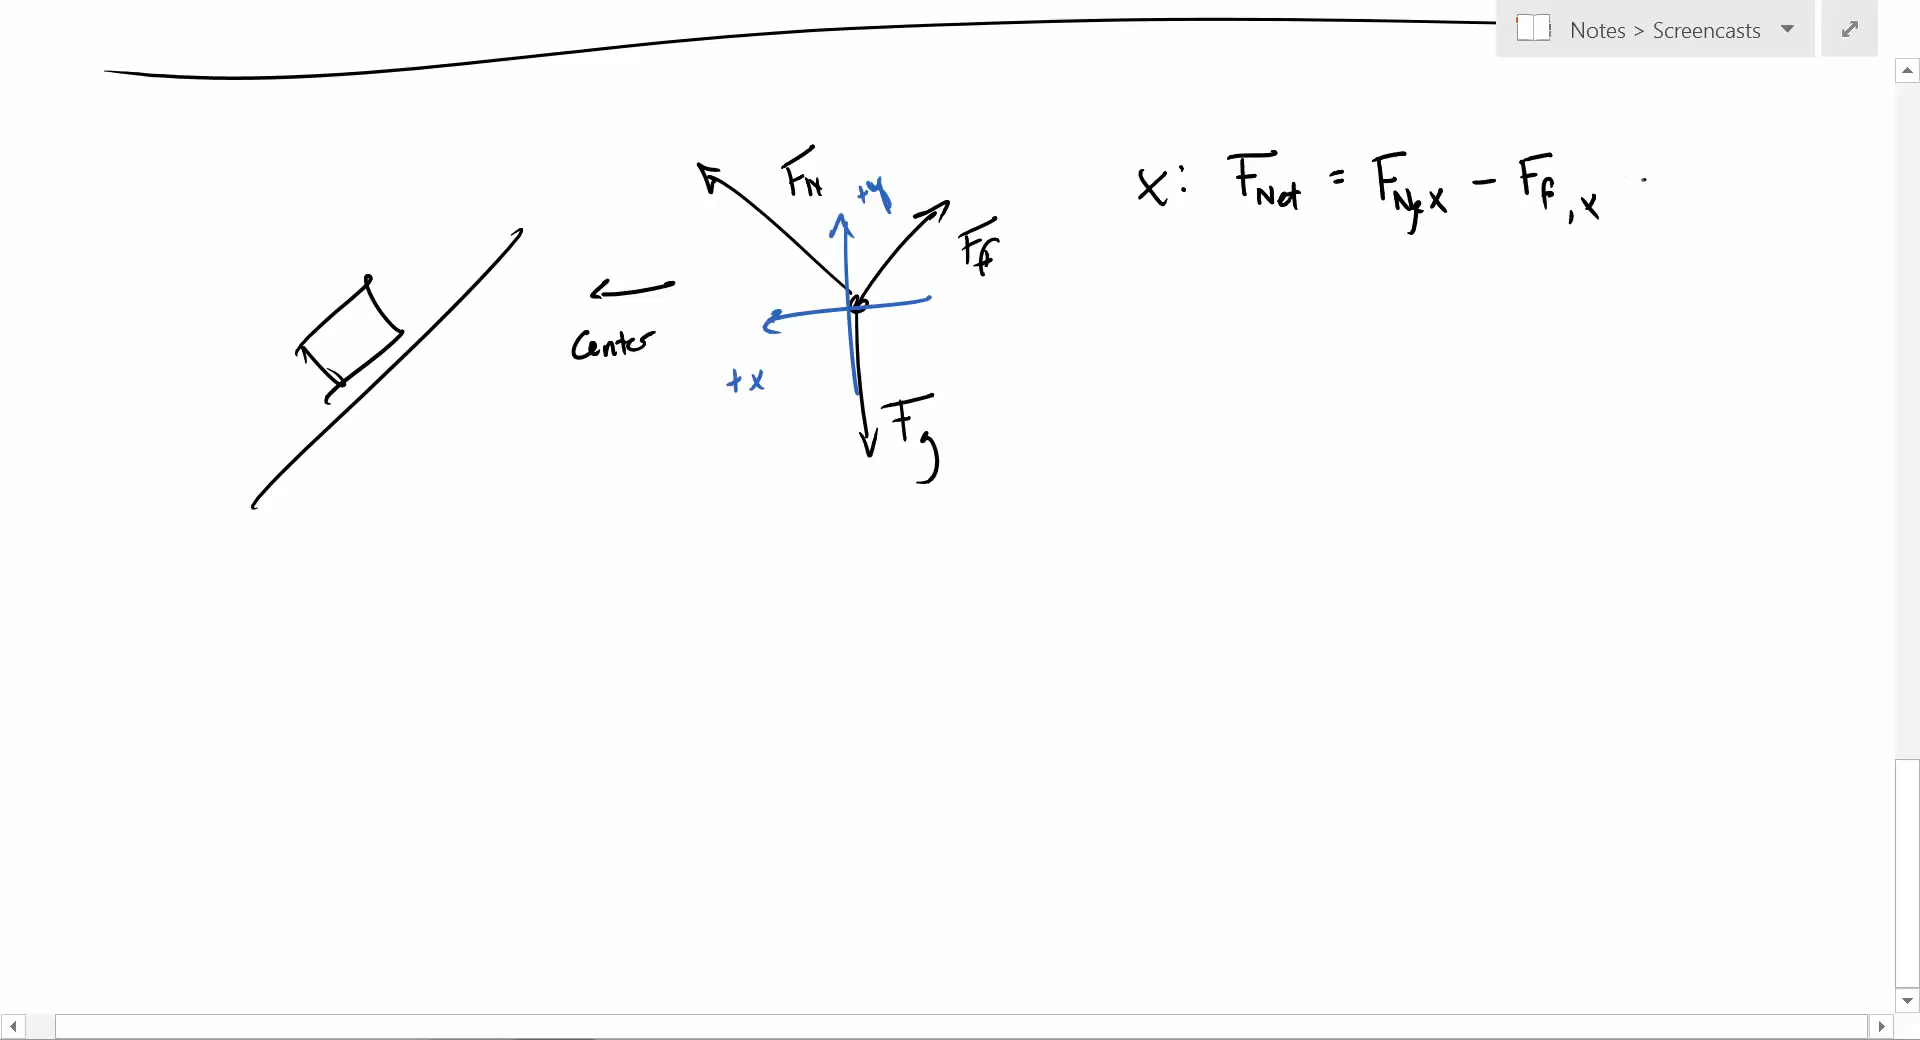 Notes > Screencasts
F_N
+y
x: F_Net = F_N,x - F_f,x
F_f
Center
+x
F_g